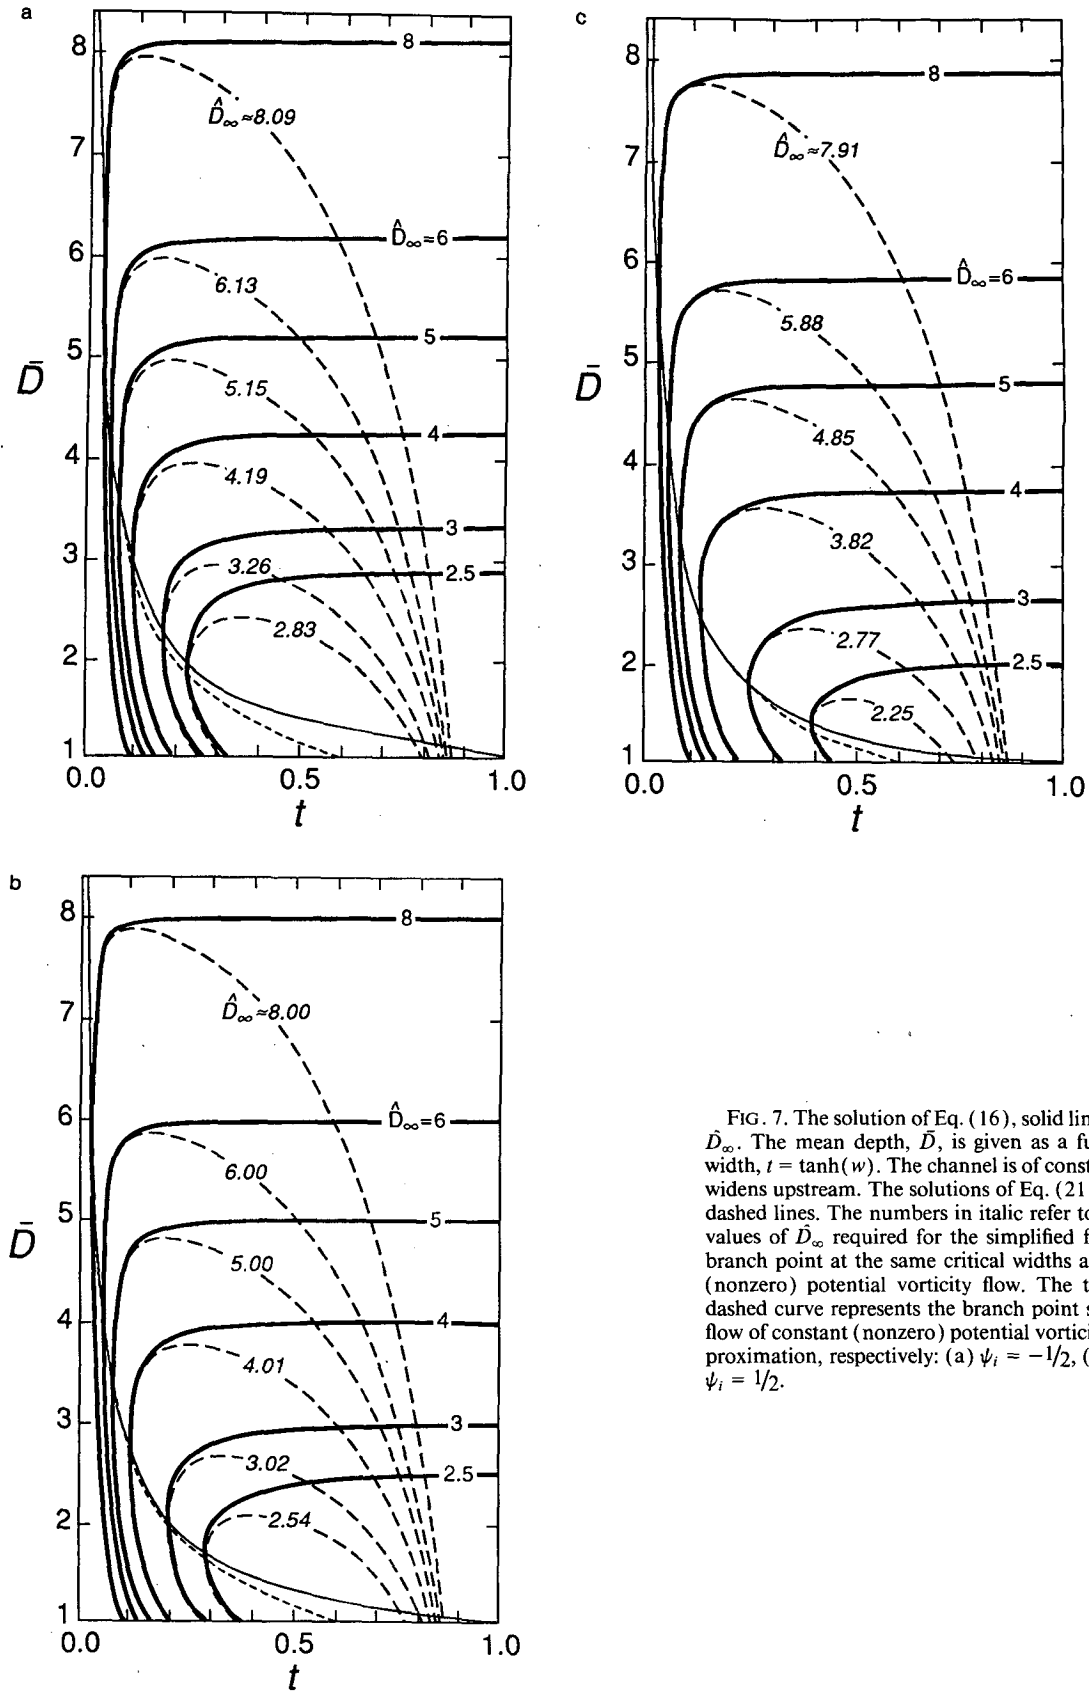 a
8
8
D̂∞≈8.09
7
D̂∞=6
6
6.13
5
5
5.15
D̄
4
4
4.19
3
3
3.26
2.5
2.83
2
1
0.0
0.5
1.0
t
c
8
8
D̂∞≈7.91
7
6
D̂∞=6
5.88
5
5
4.85
D̄
4
4
3.82
3
3
2.77
2.5
2
2.25
1
0.0
0.5
1.0
t
b
8
8
D̂∞≈8.00
7
6
D̂∞=6
6.00
5
5
5.00
D̄
4
4
4.01
3
3
3.02
2.5
2.54
2
1
0.0
0.5
1.0
t
FIG. 7. The solution of Eq. (16), solid lin
D̂∞. The mean depth, D̄, is given as a fu
width, t = tanh(w). The channel is of const
widens upstream. The solutions of Eq. (21
dashed lines. The numbers in italic refer to
values of D̂∞ required for the simplified f
branch point at the same critical widths a
(nonzero) potential vorticity flow. The t
dashed curve represents the branch point s
flow of constant (nonzero) potential vortici
proximation, respectively: (a) ψi = −1/2, (
ψi = 1/2.